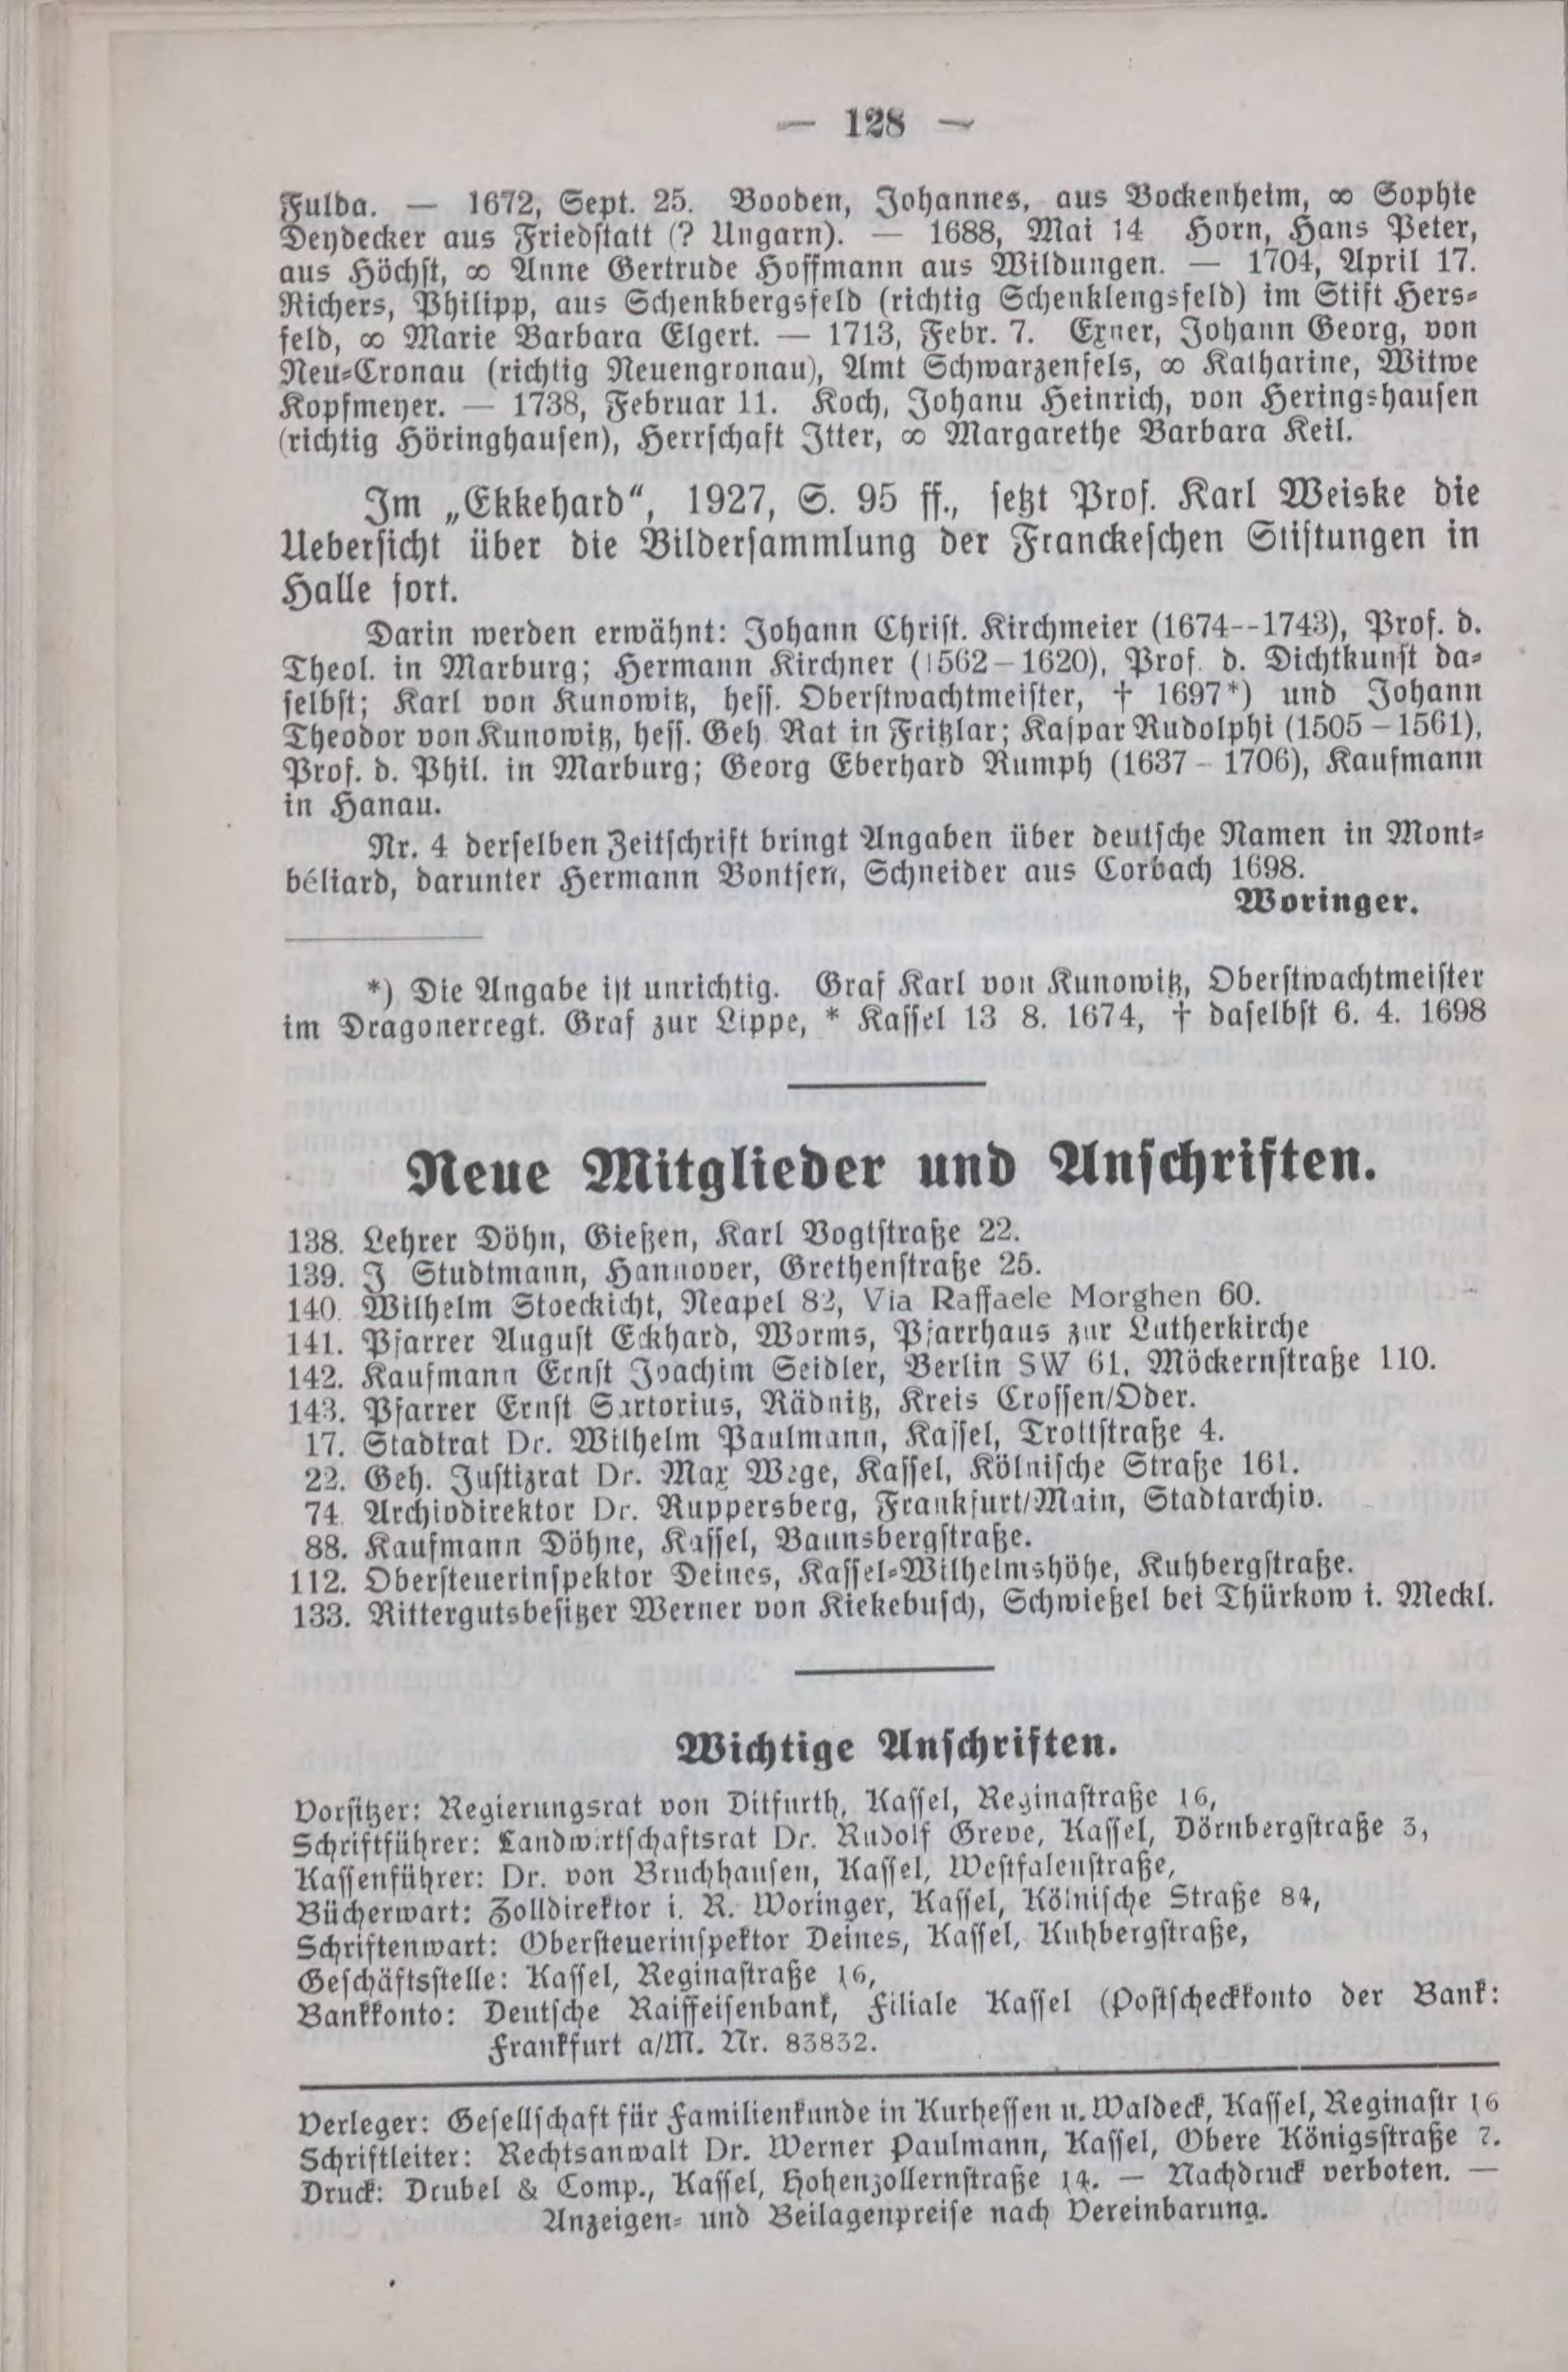 — 128 —
Fulda. — 1672, Sept. 25. Booden, Johannes, aus Bockenheim, ∞ Sophie
Deydecker aus Friedstatt (? Ungarn). — 1688, Mai 14 Horn, Hans Peter,
aus Höchst, ∞ Anne Gertrude Hoffmann aus Wildungen. — 1704, April 17.
Richers, Philipp, aus Schenkbergsfeld (richtig Schenklengsfeld) im Stift Hers-
feld, ∞ Marie Barbara Elgert. — 1713, Febr. 7. Exner, Johann Georg, von
Neu-Cronau (richtig Neuengronau), Amt Schwarzenfels, ∞ Katharine, Witwe
Kopfmeyer. — 1738, Februar 11. Koch, Johanu Heinrich, von Heringshausen
(richtig Höringhausen), Herrschaft Itter, ∞ Margarethe Barbara Keil.
Im „Ekkehard“, 1927, S. 95 ff., setzt Prof. Karl Weiske die
Uebersicht über die Bildersammlung der Franckeschen Stiftungen in
Halle fort.
Darin werden erwähnt: Johann Christ. Kirchmeier (1674--1743), Prof. d.
Theol. in Marburg; Hermann Kirchner (1562–1620), Prof. d. Dichtkunst da-
selbst; Karl von Kunowitz, hess. Oberstwachtmeister, † 1697*) und Johann
Theodor von Kunowitz, hess. Geh. Rat in Fritzlar; Kaspar Rudolphi (1505–1561),
Prof. d. Phil. in Marburg; Georg Eberhard Rumph (1637–1706), Kaufmann
in Hanau.
Nr. 4 derselben Zeitschrift bringt Angaben über deutsche Namen in Mont-
béliard, darunter Hermann Bontsen, Schneider aus Corbach 1698.
Woringer.
*) Die Angabe ist unrichtig. Graf Karl von Kunowitz, Oberstwachtmeister
im Dragonerregt. Graf zur Lippe, * Kassel 13 8. 1674, † daselbst 6. 4. 1698
Neue Mitglieder und Anschriften.
138. Lehrer Döhn, Gießen, Karl Vogtstraße 22.
139. J Studtmann, Hannover, Grethenstraße 25.
140. Wilhelm Stoeckicht, Neapel 82, Via Raffaele Morghen 60.
141. Pfarrer August Eckhard, Worms, Pfarrhaus zur Lutherkirche
142. Kaufmann Ernst Joachim Seidler, Berlin SW 61, Möckernstraße 110.
143. Pfarrer Ernst Sartorius, Rädnitz, Kreis Crossen/Oder.
17. Stadtrat Dr. Wilhelm Paulmann, Kassel, Trottstraße 4.
22. Geh. Justizrat Dr. Max Wege, Kassel, Kölnische Straße 161.
74. Archivdirektor Dr. Ruppersberg, Frankfurt/Main, Stadtarchiv.
88. Kaufmann Döhne, Kassel, Baunsbergstraße.
112. Obersteuerinspektor Deines, Kassel-Wilhelmshöhe, Kuhbergstraße.
133. Rittergutsbesitzer Werner von Kiekebusch, Schwießel bei Thürkow i. Meckl.
Wichtige Anschriften.
Vorsitzer: Regierungsrat von Ditfurth, Kassel, Reginastraße 16,
Schriftführer: Landwirtschaftsrat Dr. Rudolf Greve, Kassel, Dörnbergstraße 3,
Kassenführer: Dr. von Bruchhausen, Kassel, Westfalenstraße,
Bücherwart: Zolldirektor i. R. Woringer, Kassel, Kölnische Straße 84,
Schriftenwart: Obersteuerinspektor Deines, Kassel, Kuhbergstraße,
Geschäftsstelle: Kassel, Reginastraße 16,
Bankkonto: Deutsche Raiffeisenbank, Filiale Kassel (Postscheckkonto der Bank:
Frankfurt a/M. Nr. 83832.
Verleger: Gesellschaft für Familienkunde in Kurhessen u. Waldeck, Kassel, Reginastr 16
Schriftleiter: Rechtsanwalt Dr. Werner Paulmann, Kassel, Obere Königsstraße 7.
Druck: Drubel & Comp., Kassel, Hohenzollernstraße 14. — Nachdruck verboten. —
Anzeigen- und Beilagenpreise nach Vereinbarung.